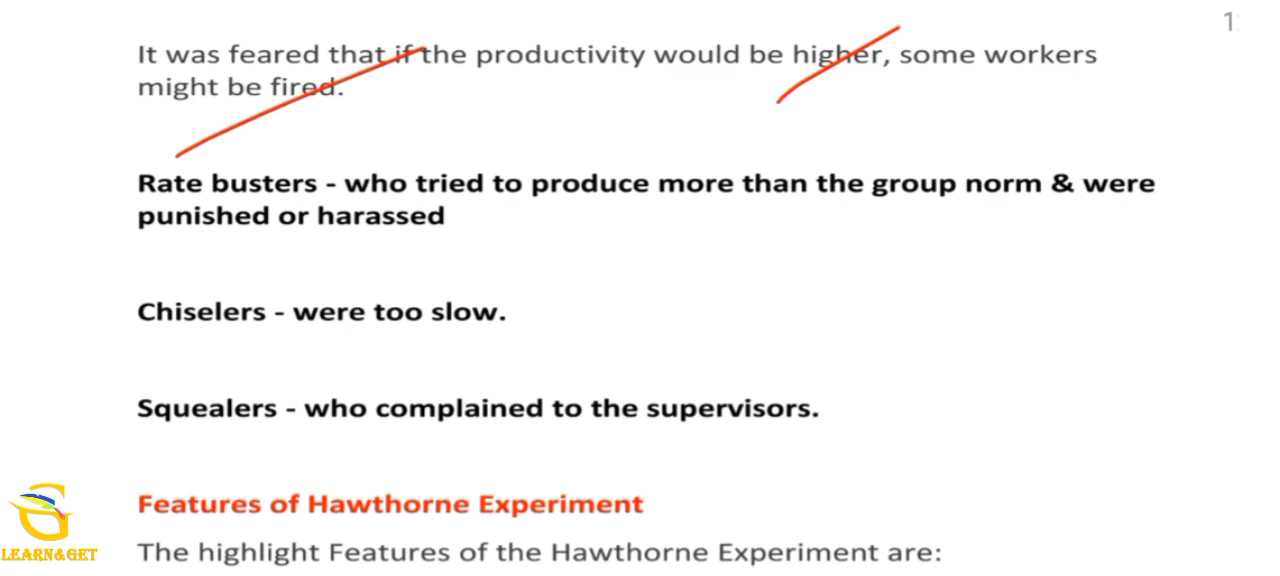 It was feared that if the productivity would be higher, some workers
might be fired.
Rate busters - who tried to produce more than the group norm & were
punished or harassed
Chiselers - were too slow.
Squealers - who complained to the supervisors.
Features of Hawthorne Experiment
LEARN&GET
The highlight Features of the Hawthorne Experiment are: